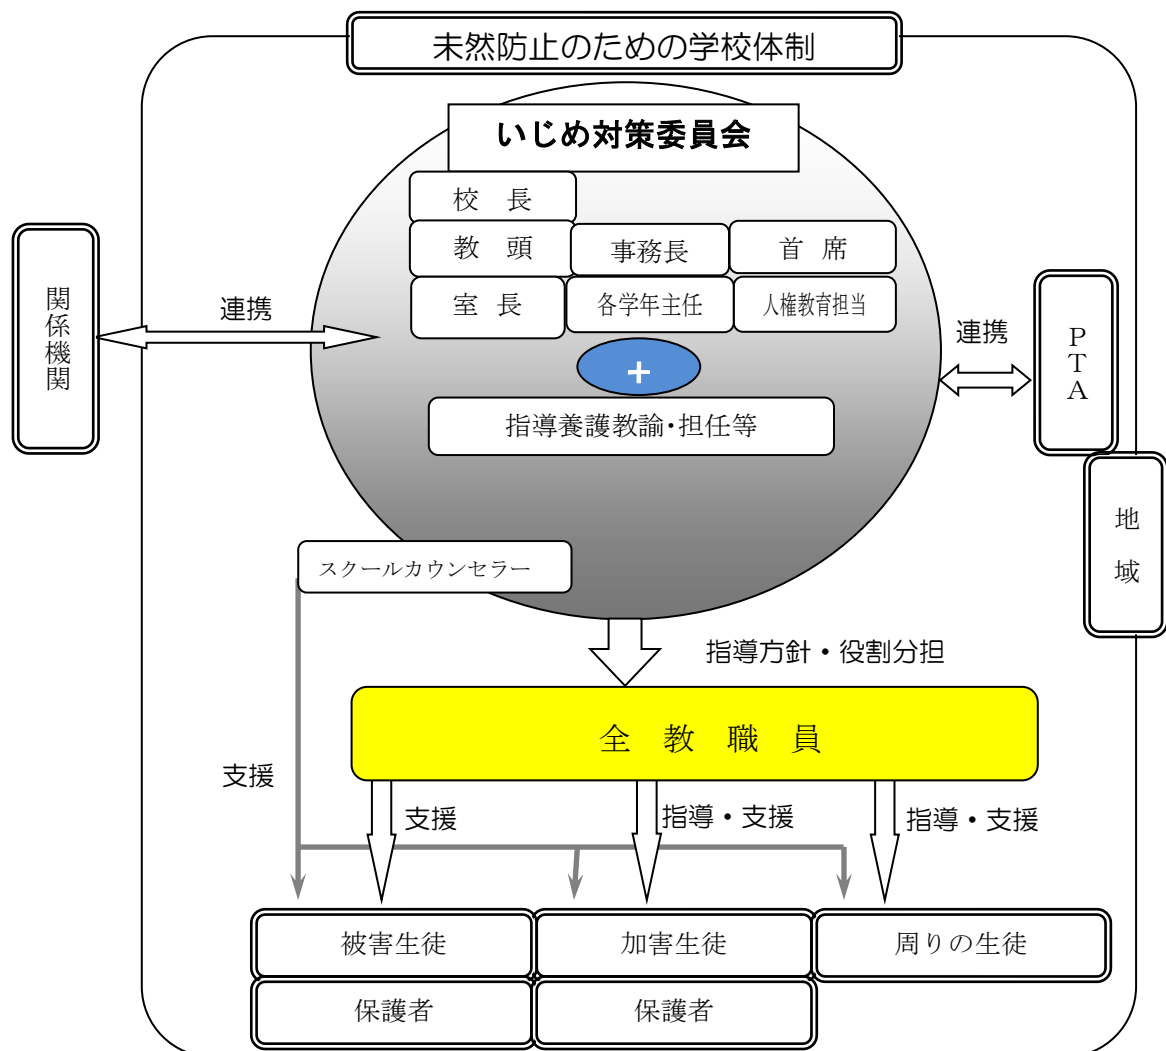 未然防止のための学校体制
いじめ対策委員会
校　長
教　頭
事務長
首　席
室　長
各学年主任
人権教育担当
+
指導養護教諭・担任等
スクールカウンセラー
関係機関
連携
連携
PTA
地域
指導方針・役割分担
全　教　職　員
支援
支援
指導・支援
指導・支援
被害生徒
加害生徒
周りの生徒
保護者
保護者